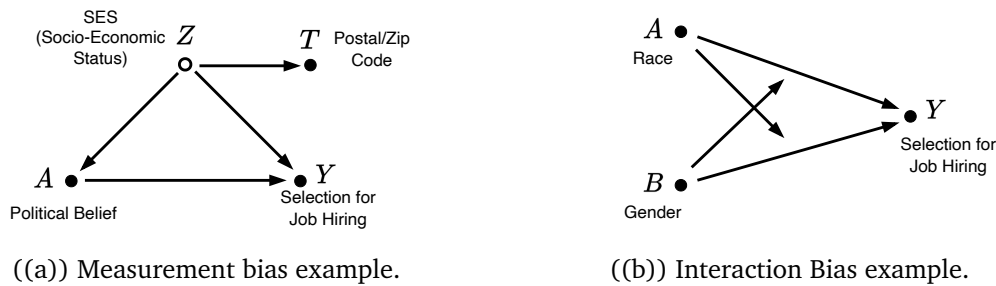 SES
(Socio-Economic
Status)
Z
T
Postal/Zip
Code
A
Political Belief
Y
Selection for
Job Hiring
((a)) Measurement bias example.
A
Race
B
Gender
Y
Selection for
Job Hiring
((b)) Interaction Bias example.